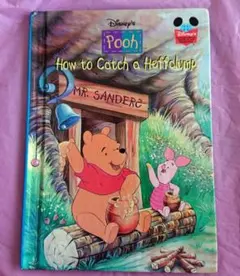 Disney's
Pooh
How to Catch a Heffalump
MR. SANDERS
Disney's